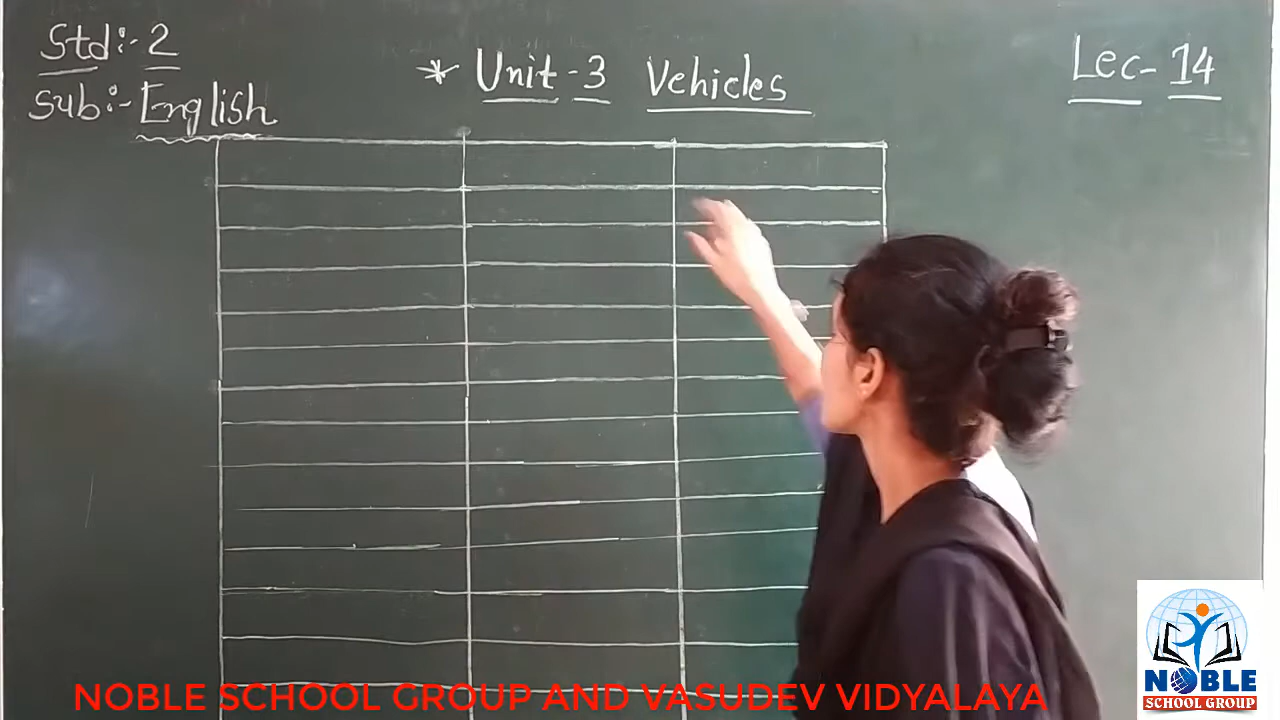 Std:- 2
* Unit - 3 Vehicles
Lec- 14
Sub:- English
NOBLE SCHOOL GROUP AND VASUDEV VIDYALAYA
NOBLE
SCHOOL GROUP